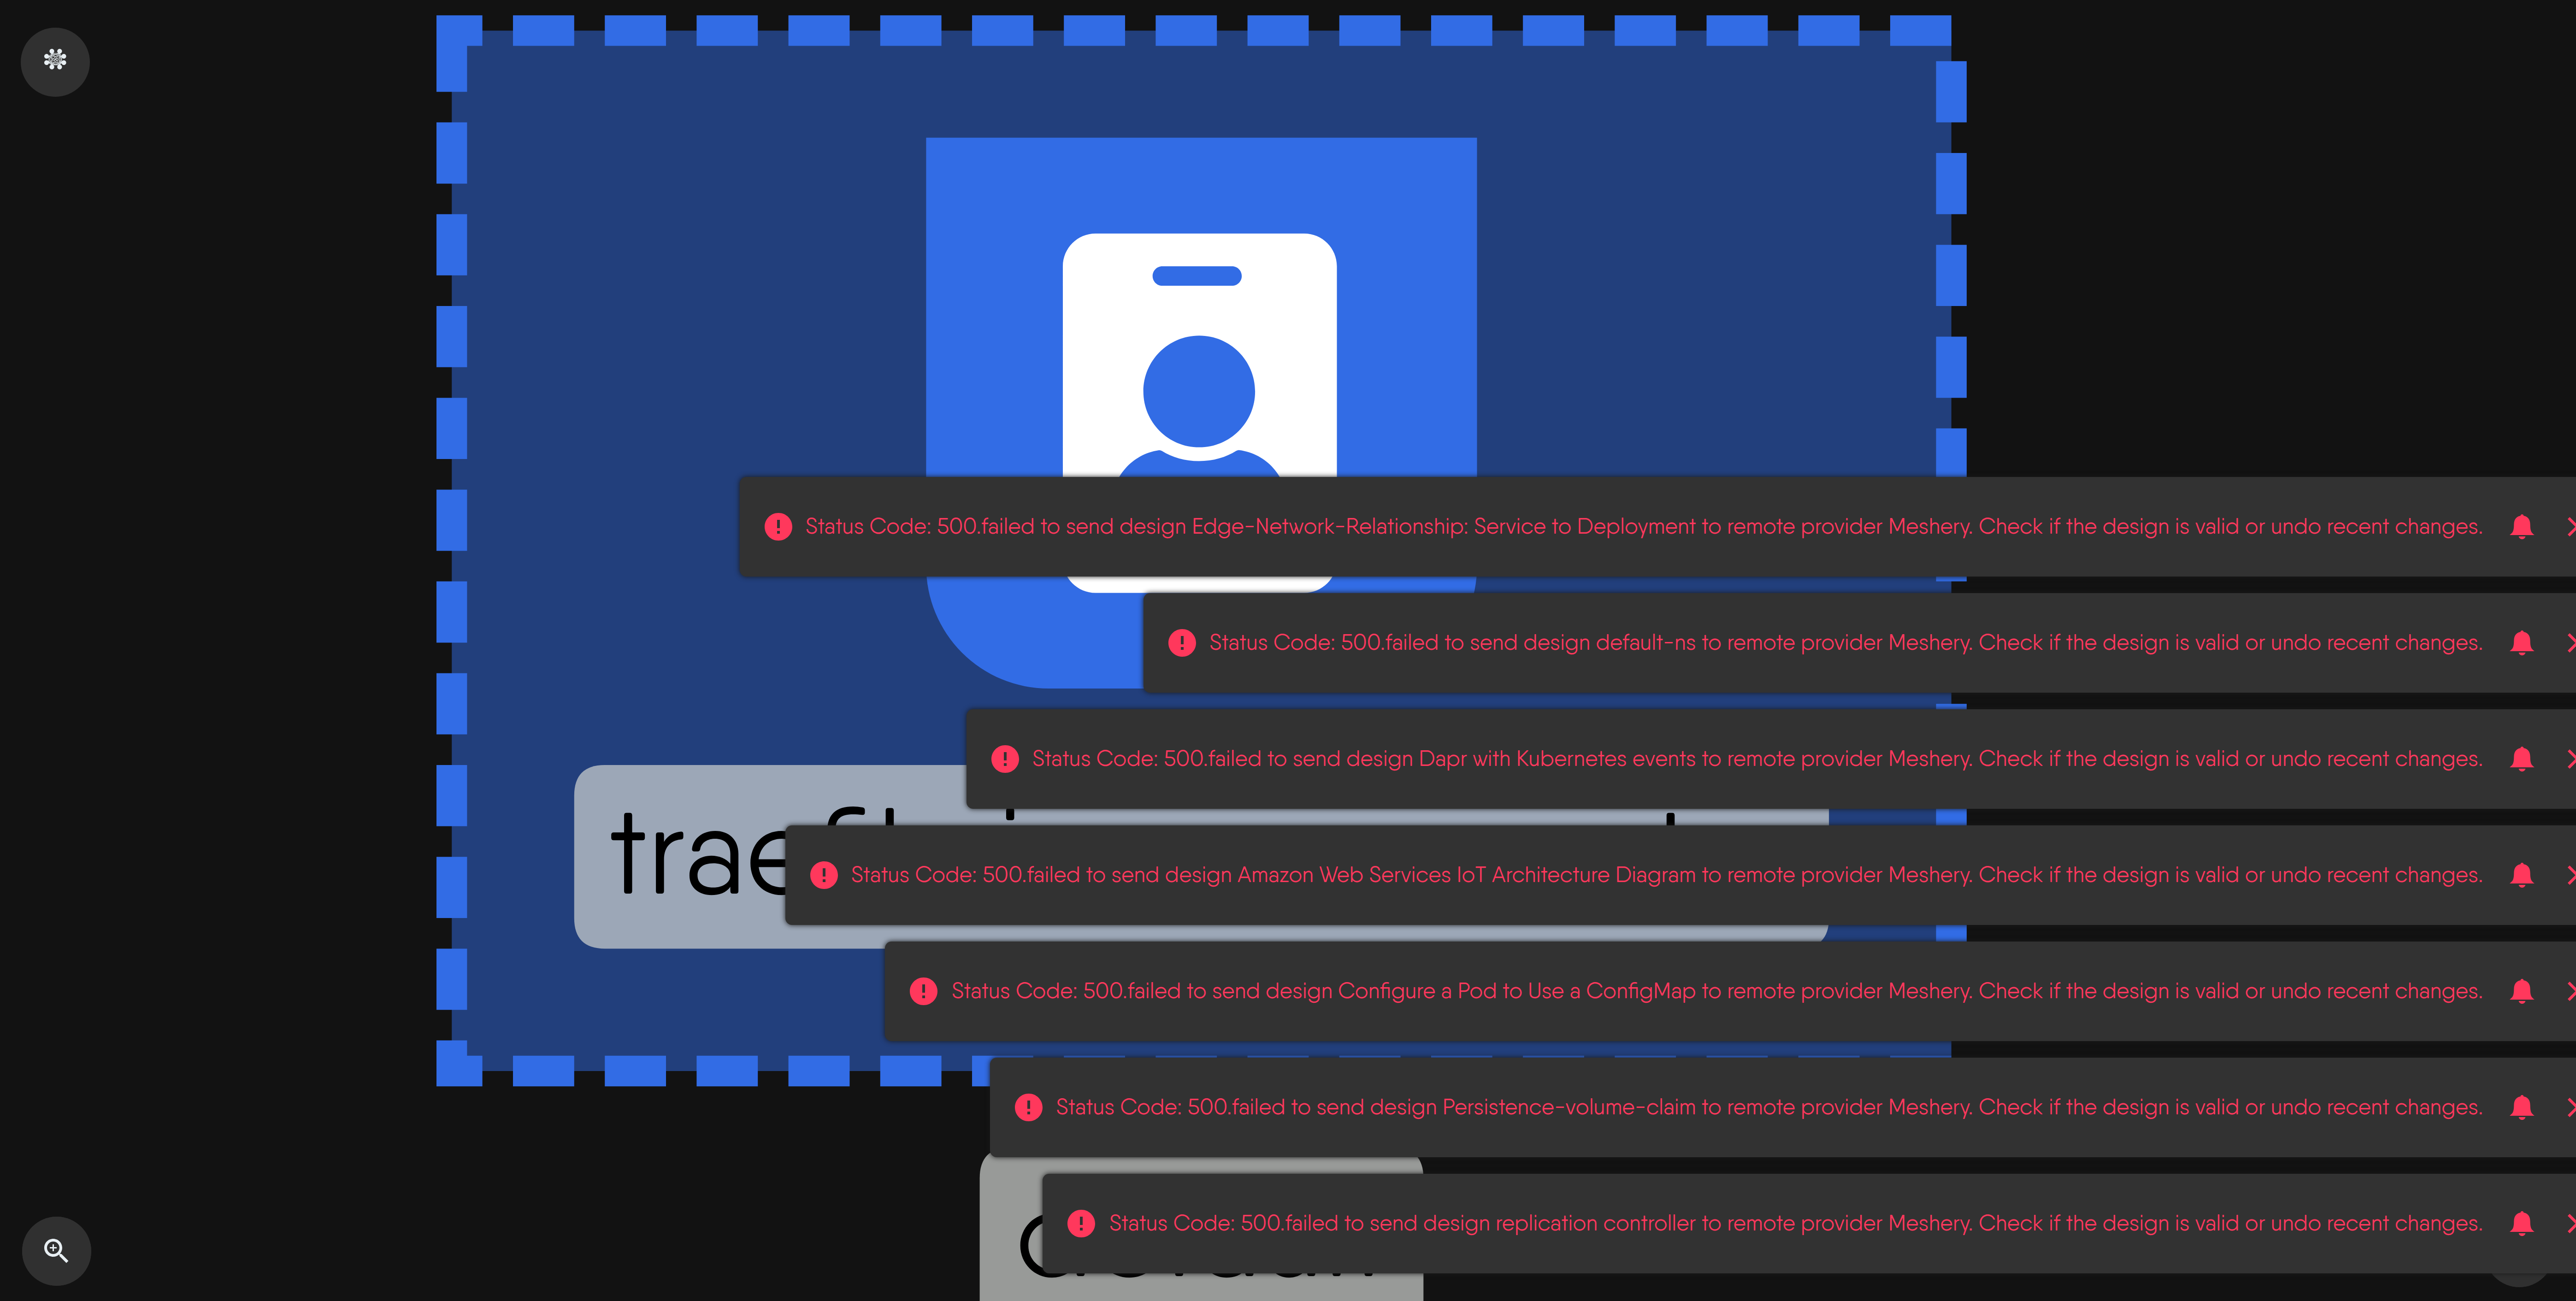 Status Code: 500.failed to send design Edge-Network-Relationship: Service to Deployment to remote provider Meshery. Check if the design is valid or undo recent changes.
Status Code: 500.failed to send design default-ns to remote provider Meshery. Check if the design is valid or undo recent changes.
Status Code: 500.failed to send design Dapr with Kubernetes events to remote provider Meshery. Check if the design is valid or undo recent changes.
Status Code: 500.failed to send design Amazon Web Services IoT Architecture Diagram to remote provider Meshery. Check if the design is valid or undo recent changes.
Status Code: 500.failed to send design Configure a Pod to Use a ConfigMap to remote provider Meshery. Check if the design is valid or undo recent changes.
Status Code: 500.failed to send design Persistence-volume-claim to remote provider Meshery. Check if the design is valid or undo recent changes.
Status Code: 500.failed to send design replication controller to remote provider Meshery. Check if the design is valid or undo recent changes.